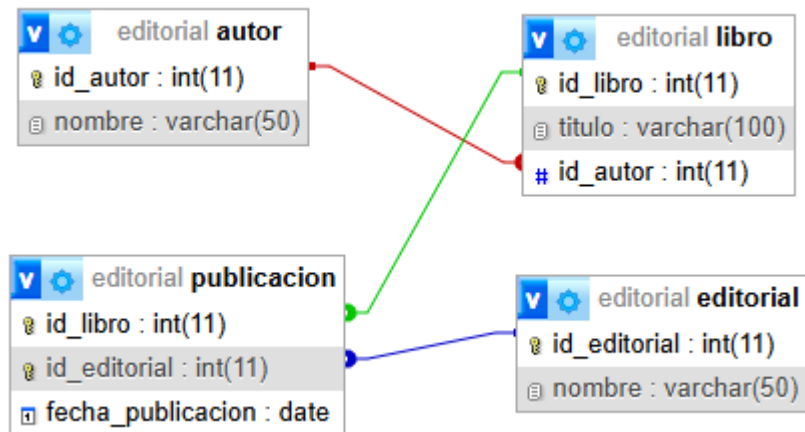 v editorial autor
id_autor : int(11)
nombre : varchar(50)
v editorial libro
id_libro : int(11)
titulo : varchar(100)
# id_autor : int(11)
v editorial publicacion
id_libro : int(11)
id_editorial : int(11)
1 fecha_publicacion : date
v editorial editorial
id_editorial : int(11)
nombre : varchar(50)